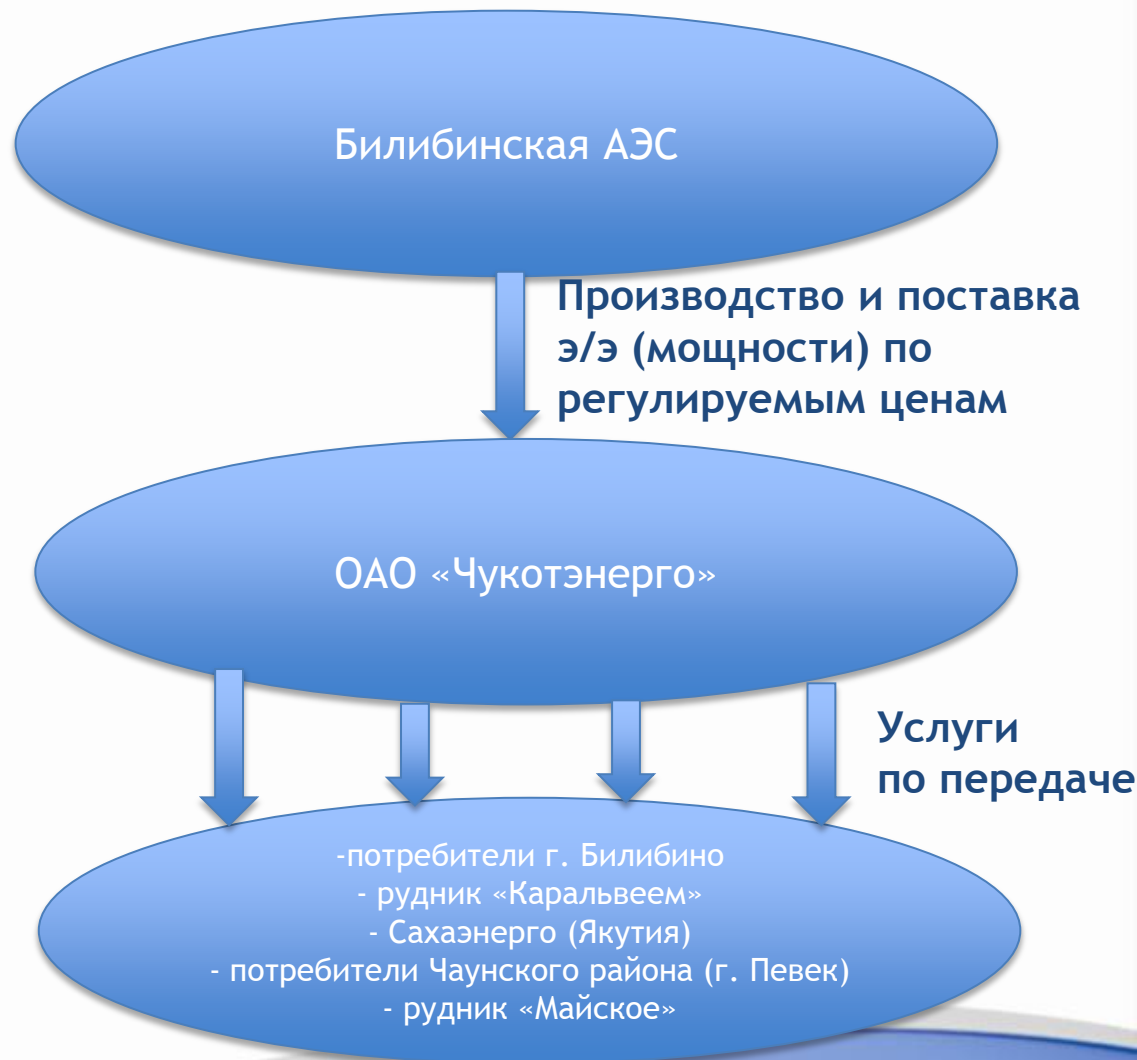 Билибинская АЭС
Производство и поставка
э/э (мощности) по
регулируемым ценам
ОАО «Чукотэнерго»
Услуги
по передаче
-потребители г. Билибино
- рудник «Каральвеем»
- Сахаэнерго (Якутия)
- потребители Чаунского района (г. Певек)
- рудник «Майское»